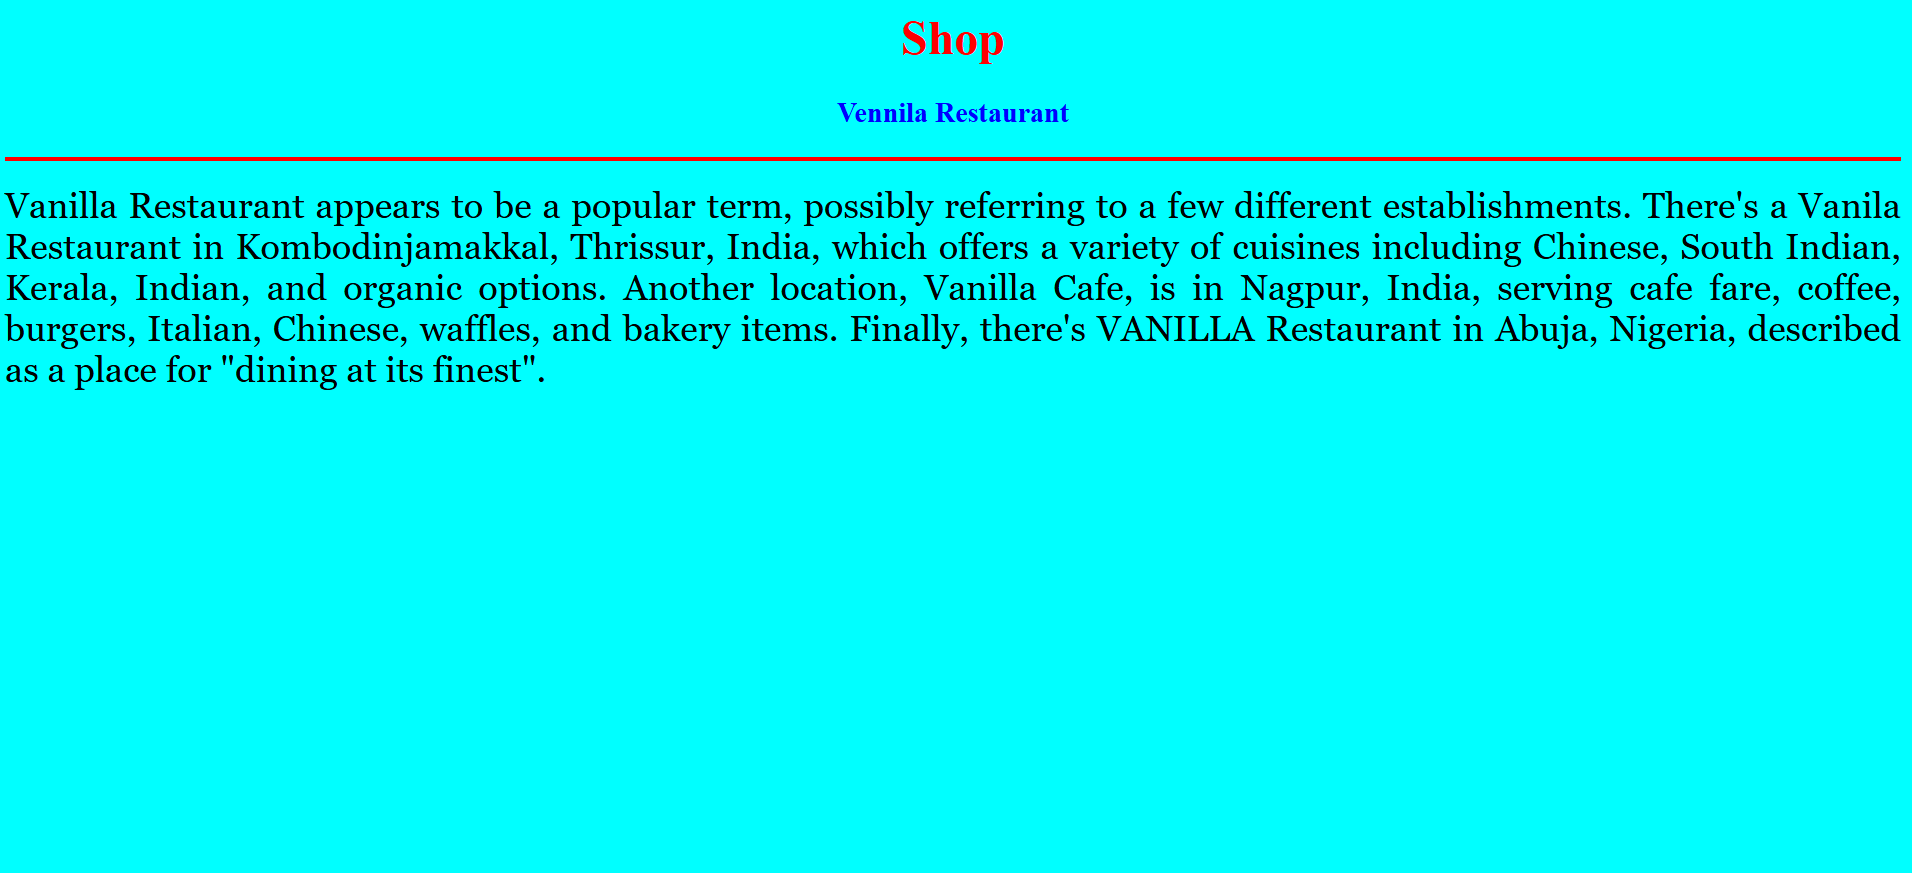 Shop
Vennila Restaurant
Vanilla Restaurant appears to be a popular term, possibly referring to a few different establishments. There's a Vanila
Restaurant in Kombodinjamakkal, Thrissur, India, which offers a variety of cuisines including Chinese, South Indian,
Kerala, Indian, and organic options. Another location, Vanilla Cafe, is in Nagpur, India, serving cafe fare, coffee,
burgers, Italian, Chinese, waffles, and bakery items. Finally, there's VANILLA Restaurant in Abuja, Nigeria, described
as a place for "dining at its finest".